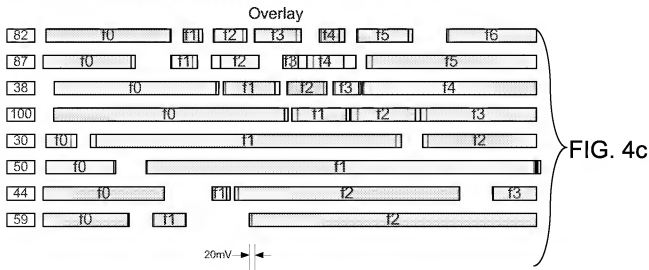 Overlay
82 f0 f1 f2 f3 f4 f5 f6
87 f0 f1 f2 f3 f4 f5
38 f0 f1 f2 f3 f4
100 f0 f1 f2 f3
30 f0 f1 f2
FIG. 4c
50 f0 f1
44 f0 f1 f2 f3
59 f0 f1 f2
20mV